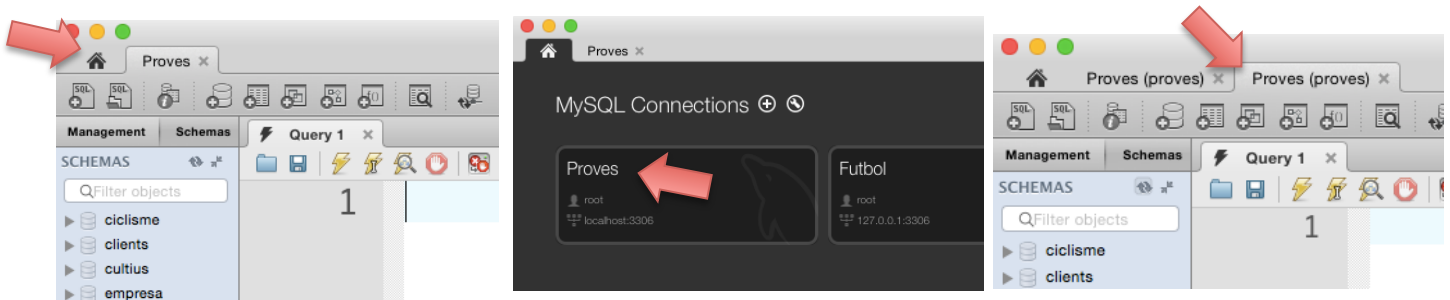 Proves ×
SQL SQL
Management Schemas
Query 1 ×
SCHEMAS
Filter objects
1
ciclisme
clients
cultius
empresa
Proves ×
MySQL Connections
Proves
root
localhost:3306
Futbol
root
127.0.0.1:3306
Proves (proves) × Proves (proves) ×
SQL SQL
Management Schemas
Query 1 ×
SCHEMAS
Filter objects
1
ciclisme
clients